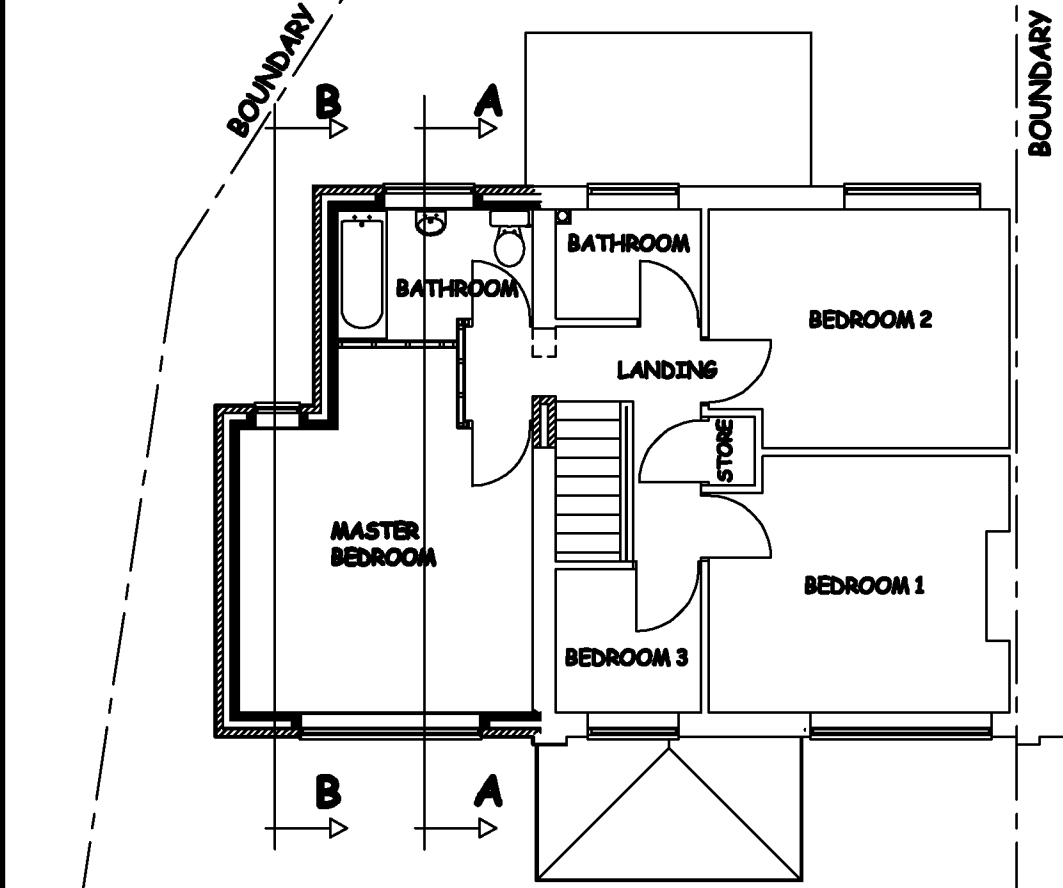 BOUNDARY
BOUNDARY
B
A
BATHROOM
BATHROOM
BEDROOM 2
LANDING
STORE
MASTER
BEDROOM
BEDROOM 1
BEDROOM 3
B
A